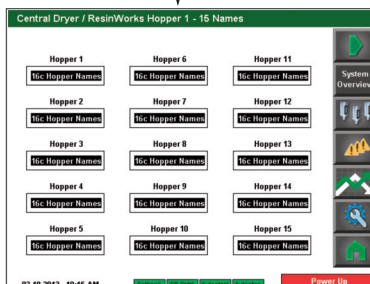 Central Dryer / ResinWorks Hopper 1 - 15 Names
Hopper 1 Hopper 6 Hopper 11
16c Hopper Names 16c Hopper Names 16c Hopper Names
System
Overview
Hopper 2 Hopper 7 Hopper 12
16c Hopper Names 16c Hopper Names 16c Hopper Names
Hopper 3 Hopper 8 Hopper 13
16c Hopper Names 16c Hopper Names 16c Hopper Names
Hopper 4 Hopper 9 Hopper 14
16c Hopper Names 16c Hopper Names 16c Hopper Names
Hopper 5 Hopper 10 Hopper 15
16c Hopper Names 16c Hopper Names 16c Hopper Names
Power Up